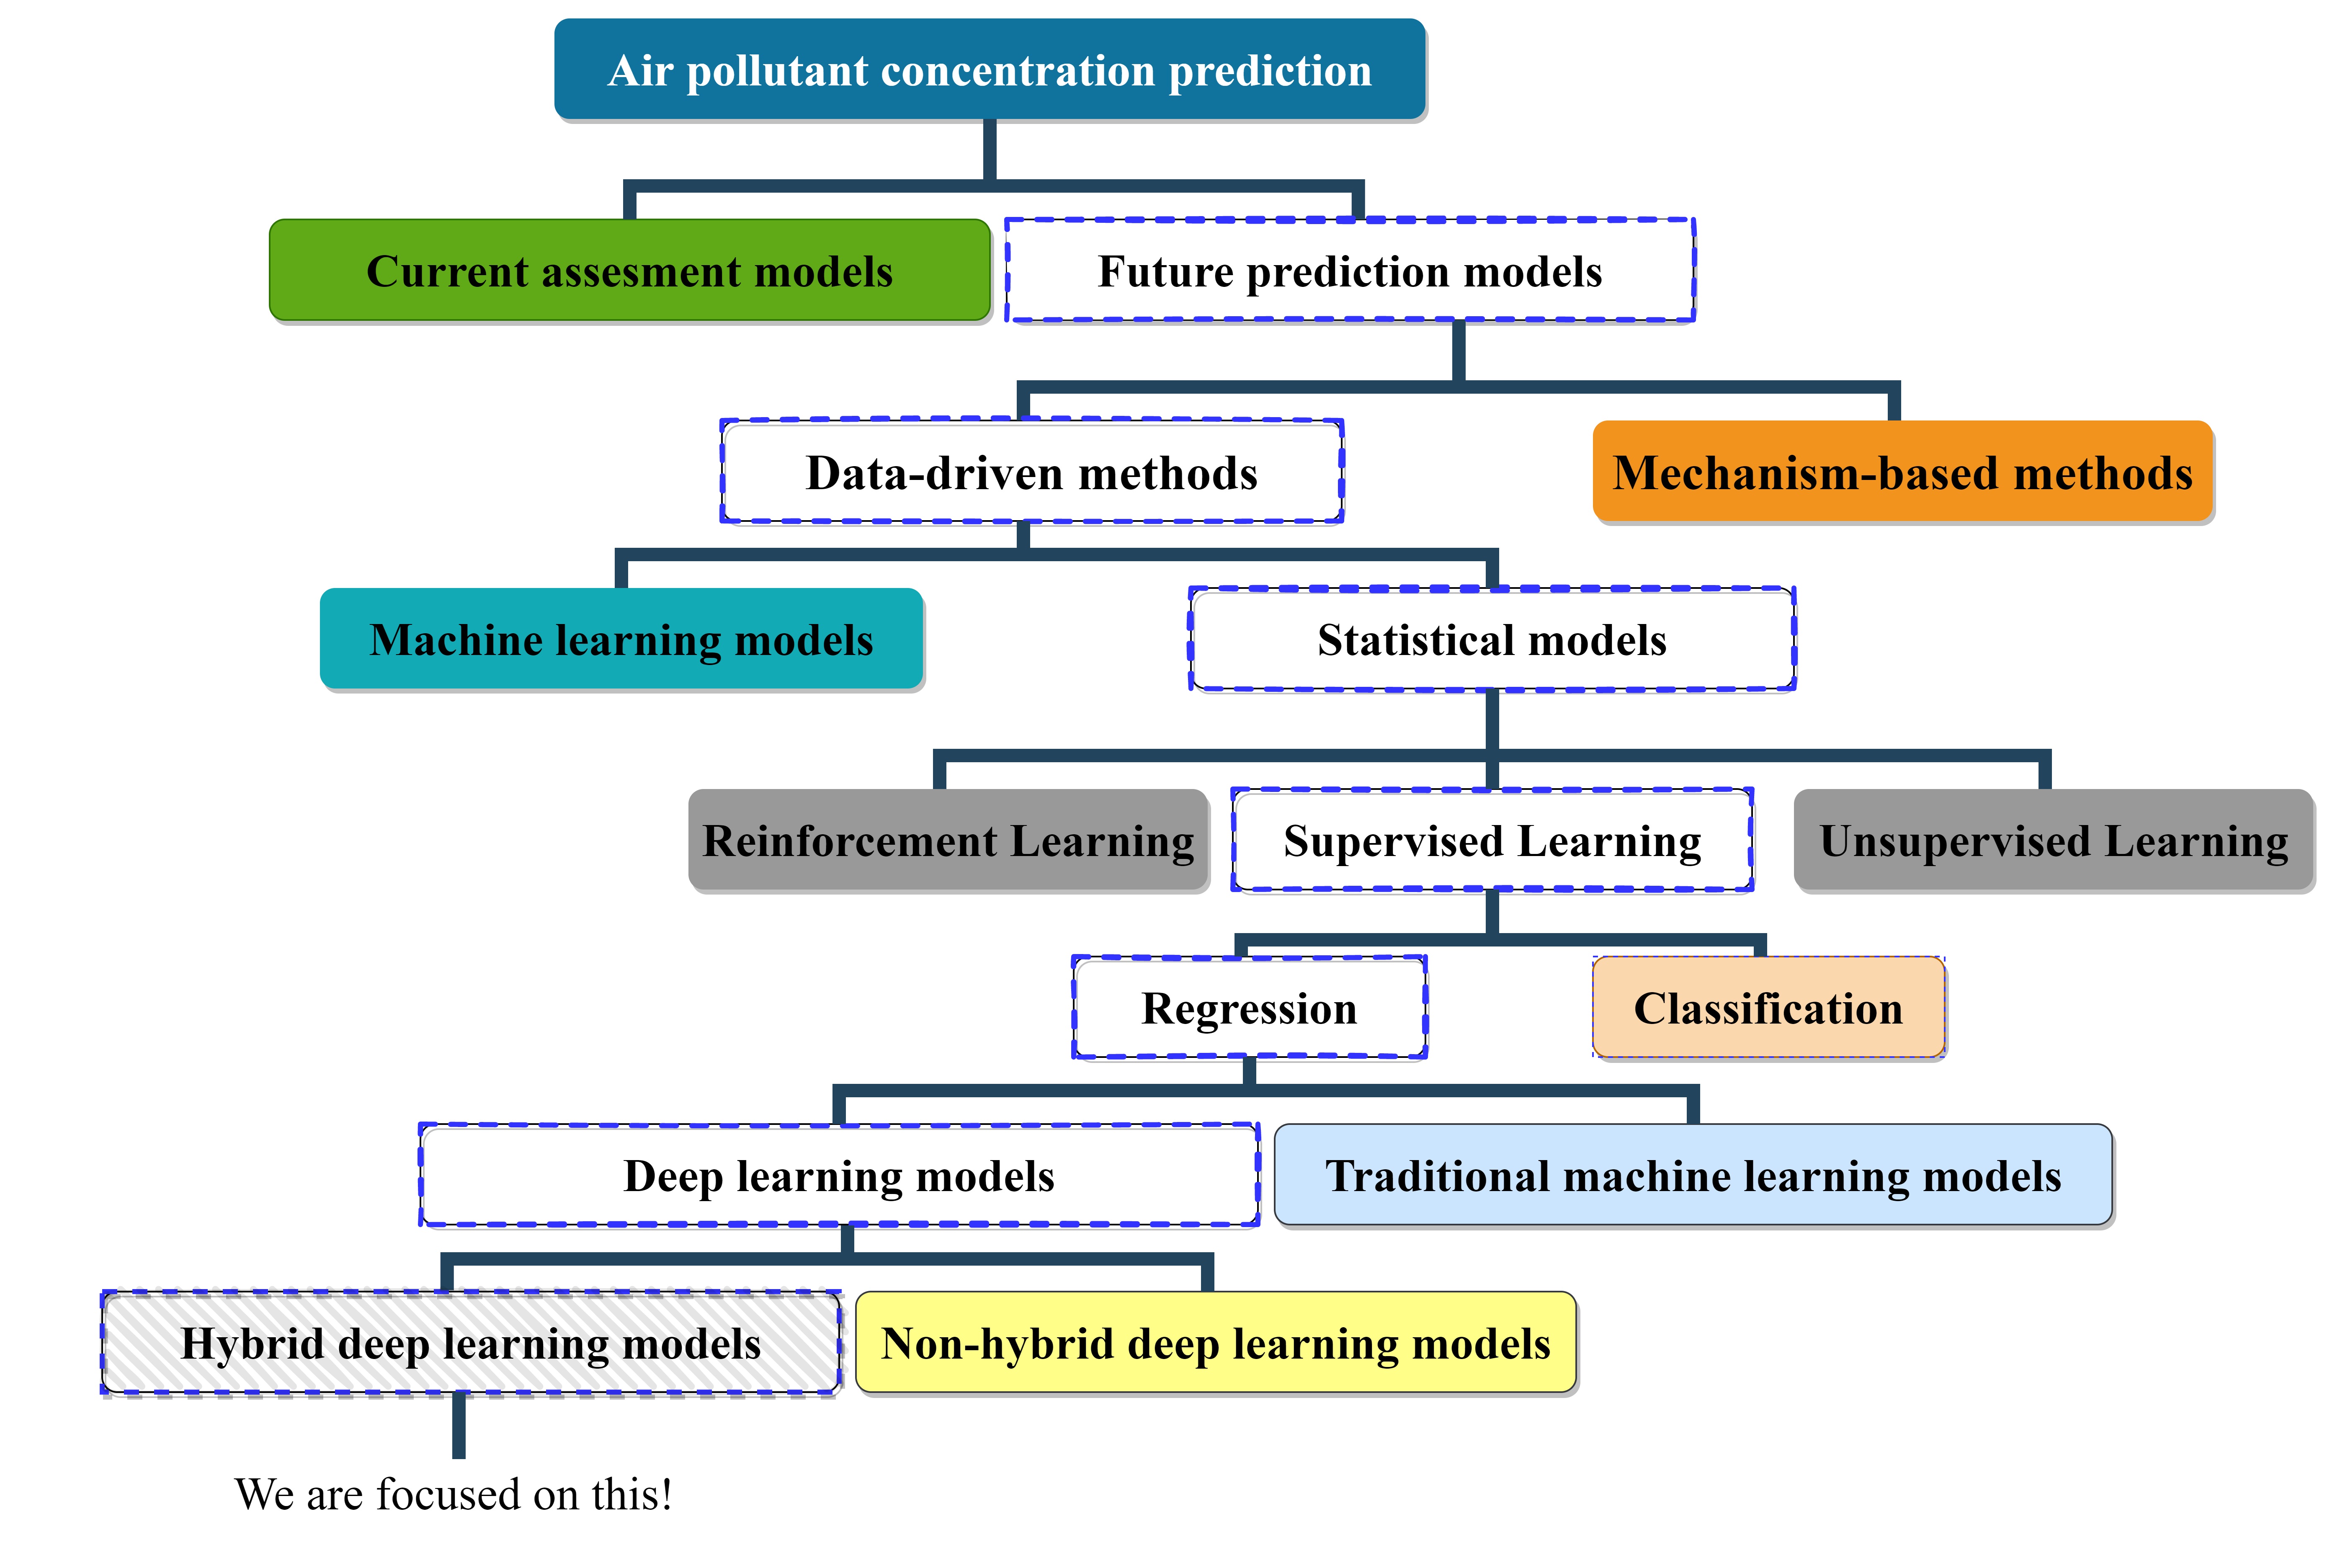 Air pollutant concentration prediction
Current assesment models
Future prediction models
Data-driven methods
Mechanism-based methods
Machine learning models
Statistical models
Reinforcement Learning
Supervised Learning
Unsupervised Learning
Regression
Classification
Deep learning models
Traditional machine learning models
Hybrid deep learning models
Non-hybrid deep learning models
We are focused on this!